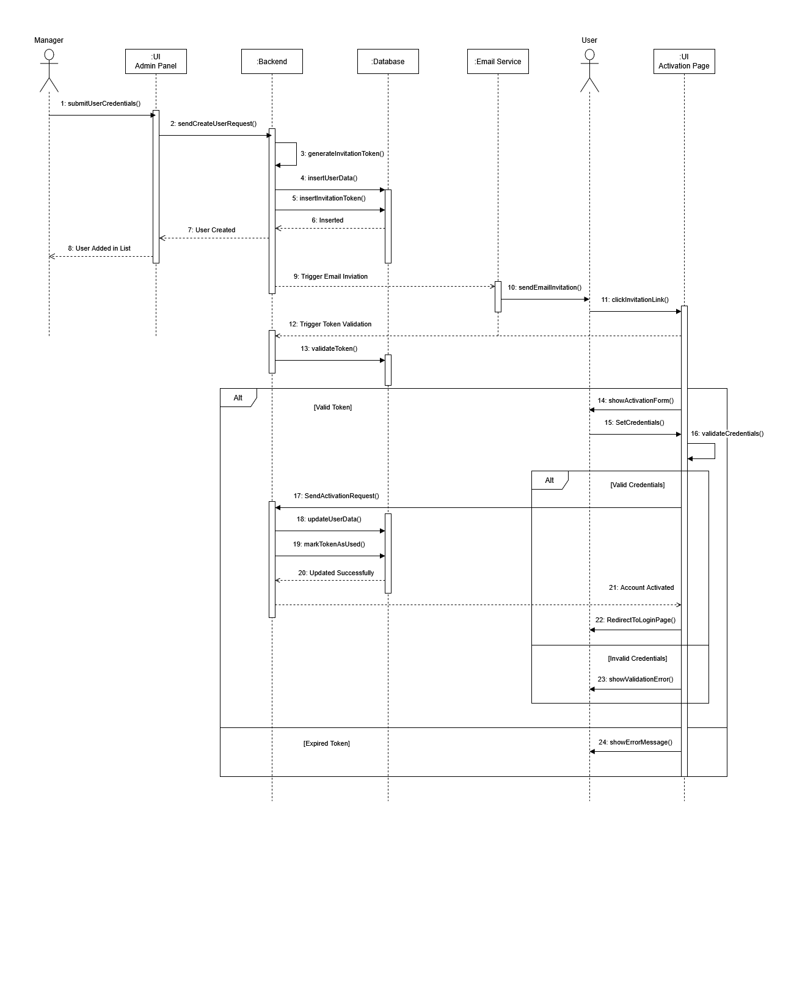 Manager
User
:UI
Admin Panel
:Backend
:Database
:Email Service
:UI
Activation Page
1: submitUserCredentials()
2: sendCreateUserRequest()
3: generateInvitationToken()
4: insertUserData()
5: insertInvitationToken()
6: Inserted
7: User Created
8: User Added in List
9: Trigger Email Inviation
10: sendEmailInvitation()
11: clickInvitationLink()
12: Trigger Token Validation
13: validateToken()
Alt
[Valid Token]
14: showActivationForm()
15: SetCredentials()
16: validateCredentials()
Alt
[Valid Credentials]
17: SendActivationRequest()
18: updateUserData()
19: markTokenAsUsed()
20: Updated Successfully
21: Account Activated
22: RedirectToLoginPage()
[Invalid Credentials]
23: showValidationError()
[Expired Token]
24: showErrorMessage()